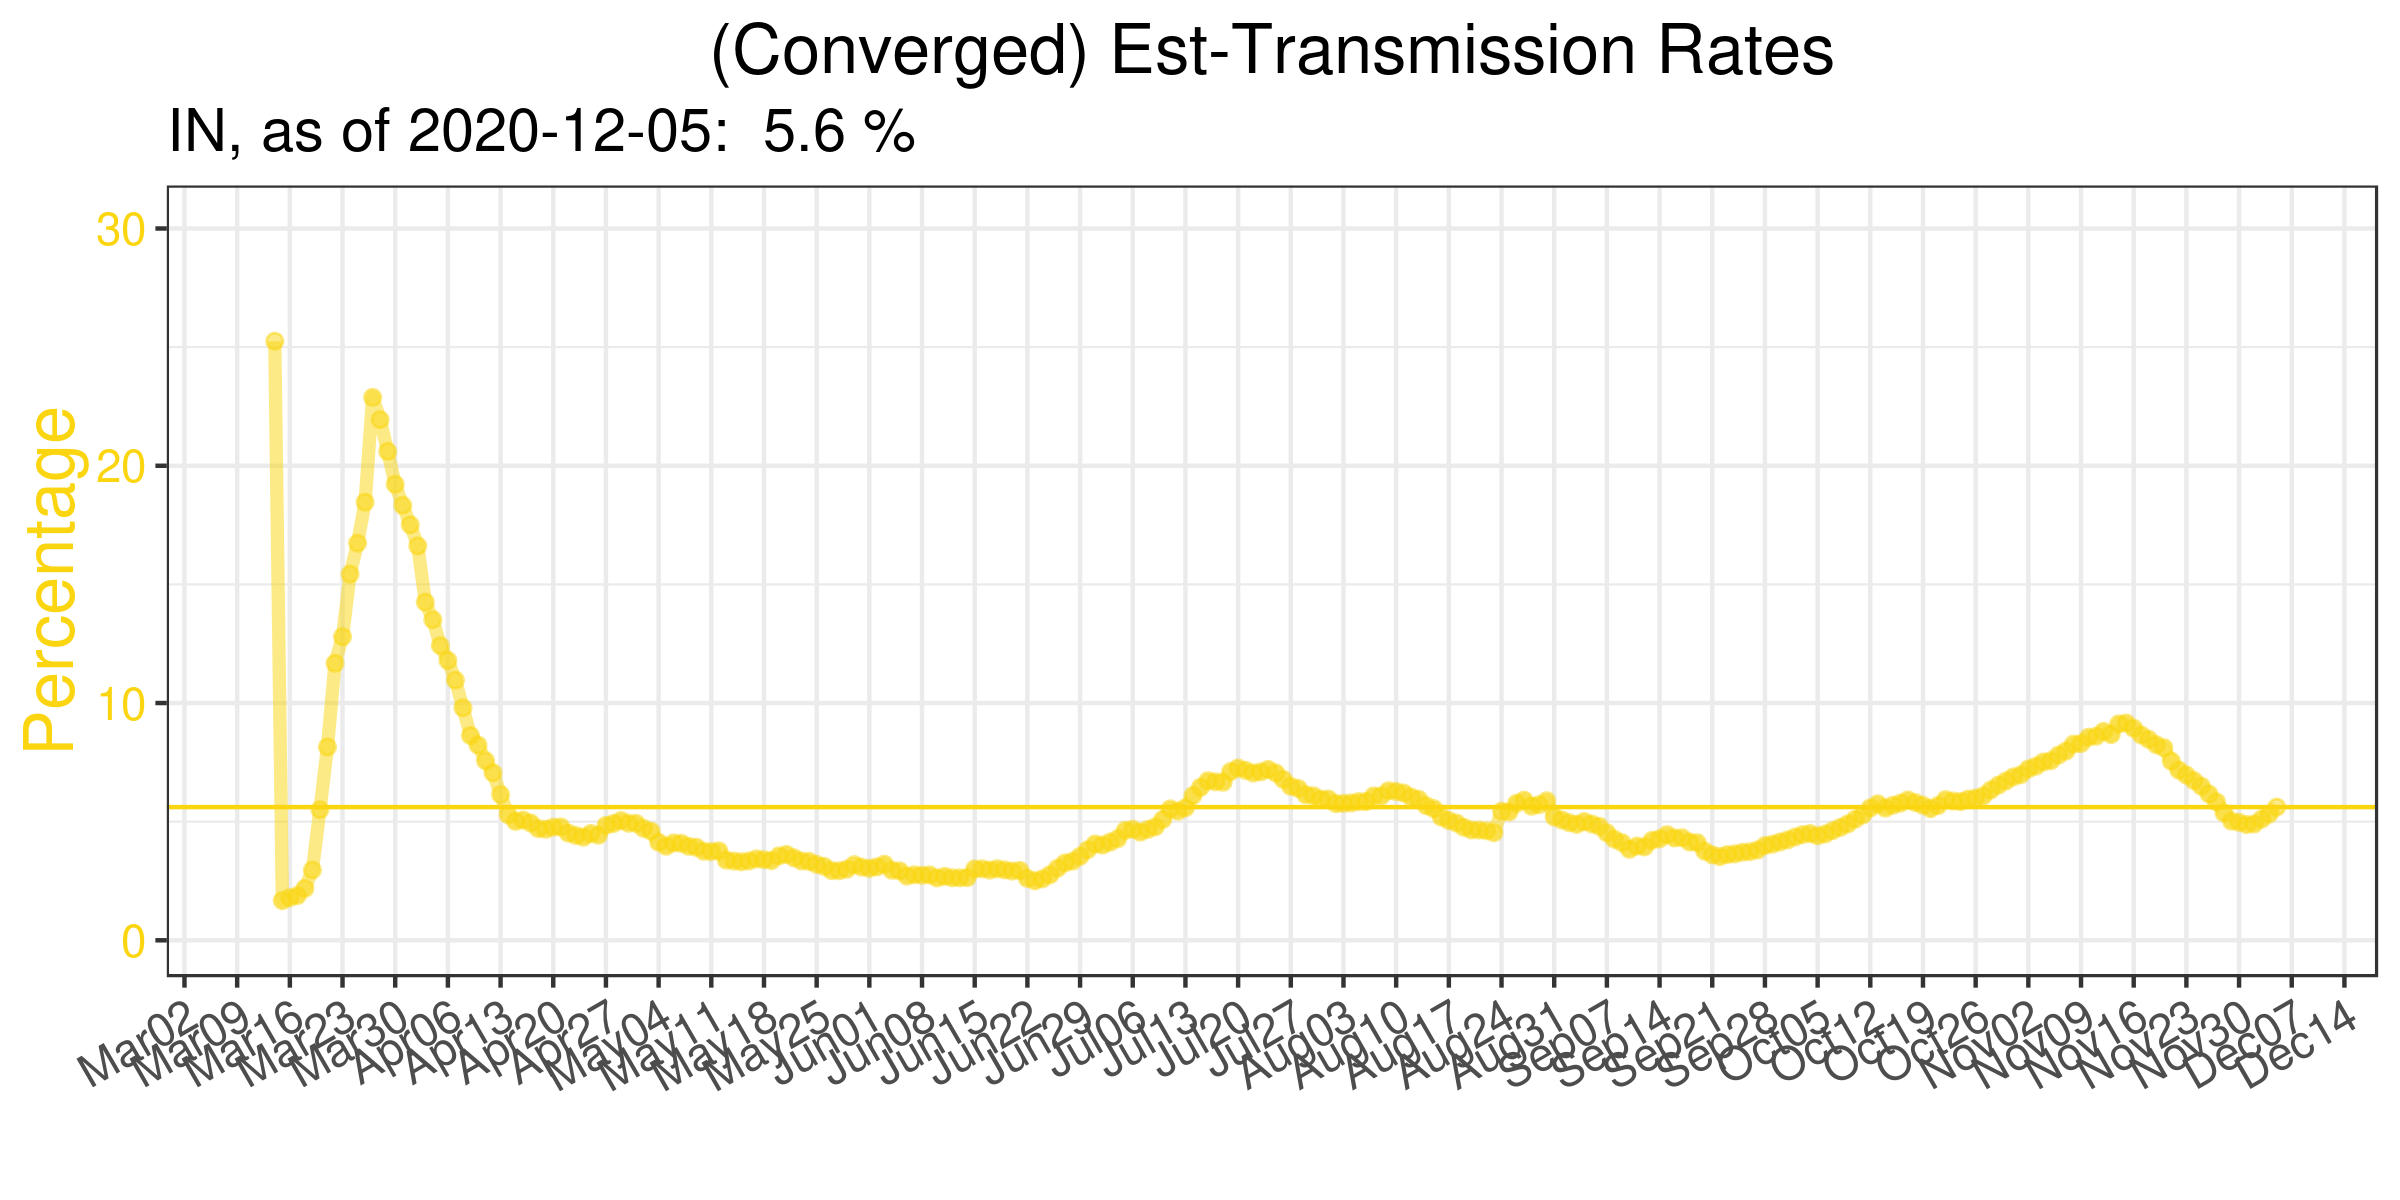 (Converged) Est-Transmission Rates
IN, as of 2020-12-05:  5.6 %
Percentage
30
20
10
0
Mar02
Mar09
Mar16
Mar23
Mar30
Apr06
Apr13
Apr20
Apr27
May04
May11
May18
May25
Jun01
Jun08
Jun15
Jun22
Jun29
Jul06
Jul13
Jul20
Jul27
Aug03
Aug10
Aug17
Aug24
Aug31
Sep07
Sep14
Sep21
Sep28
Oct05
Oct12
Oct19
Oct26
Nov02
Nov09
Nov16
Nov23
Nov30
Dec07
Dec14